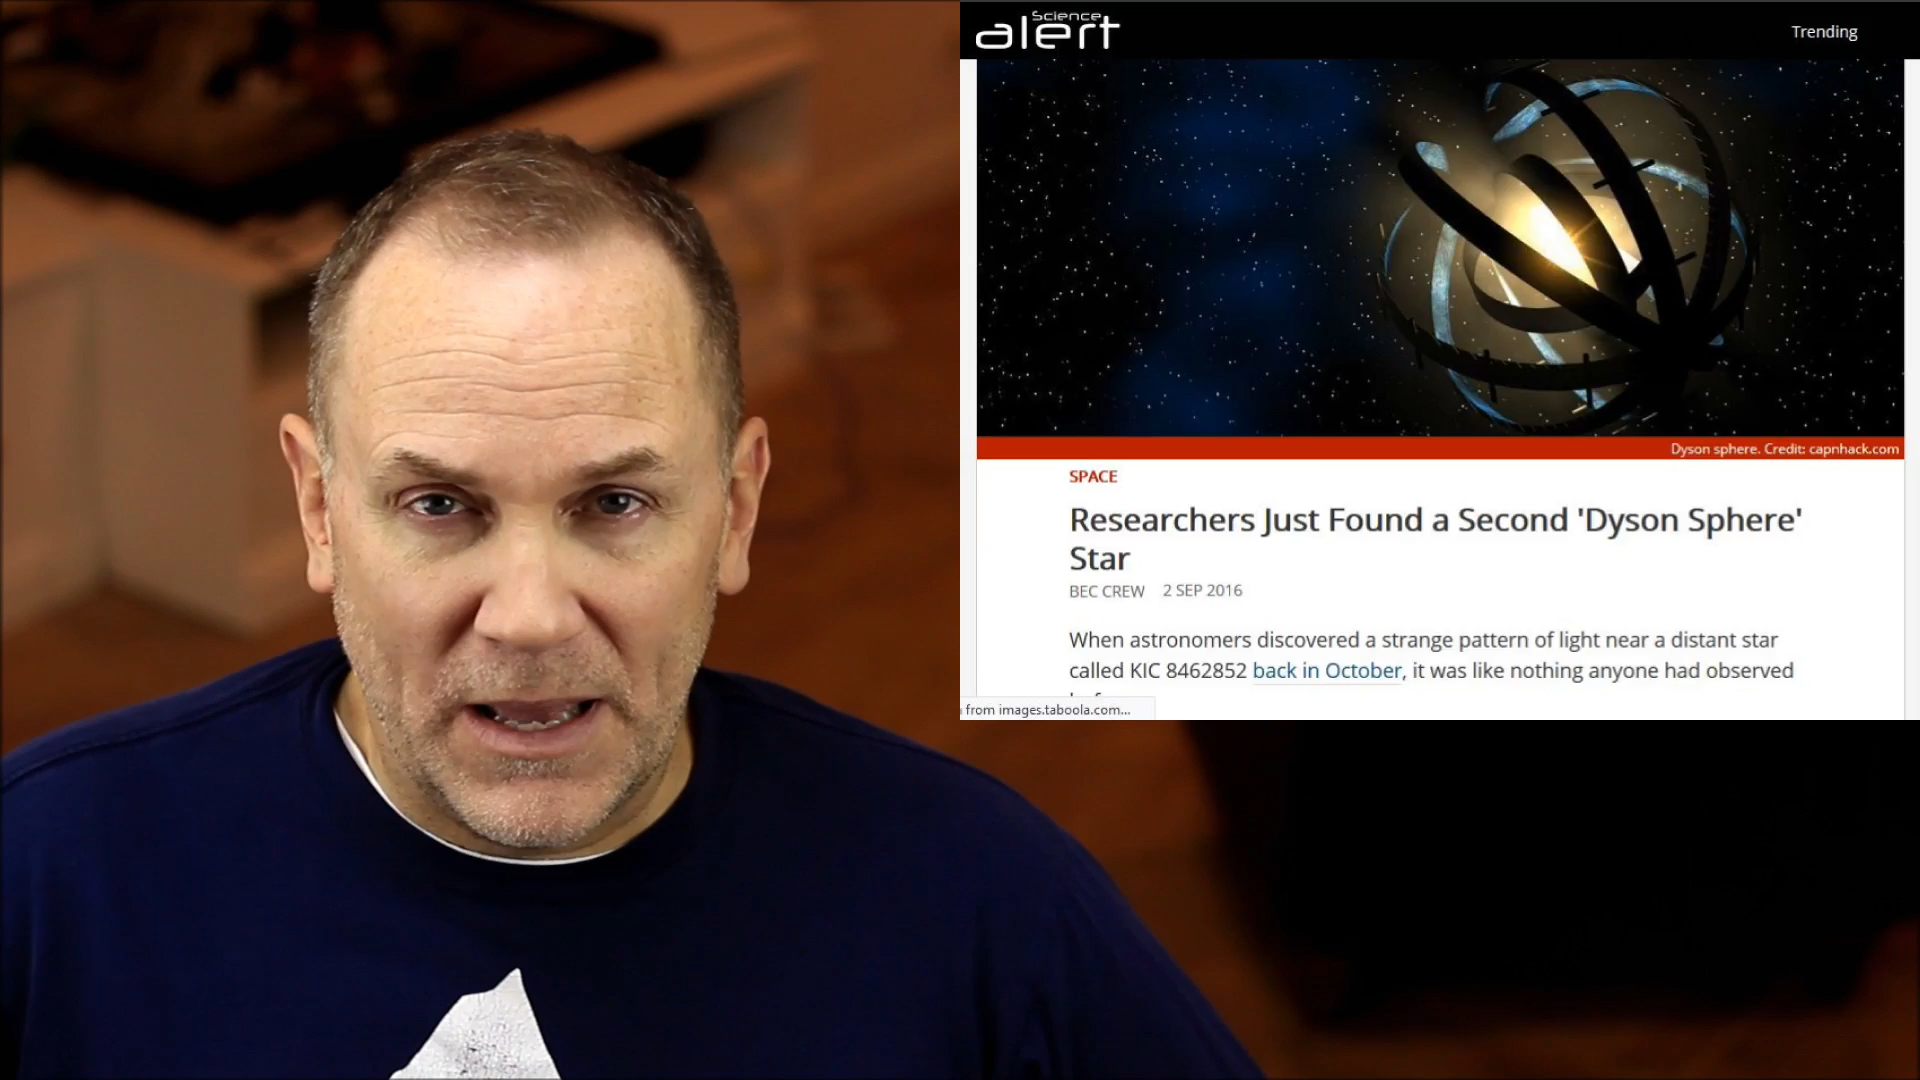 Science
alert
Trending
Dyson sphere. Credit: capnhack.com
SPACE
Researchers Just Found a Second 'Dyson Sphere'
Star
BEC CREW 2 SEP 2016
When astronomers discovered a strange pattern of light near a distant star
called KIC 8462852 back in October, it was like nothing anyone had observed
from images.taboola.com...